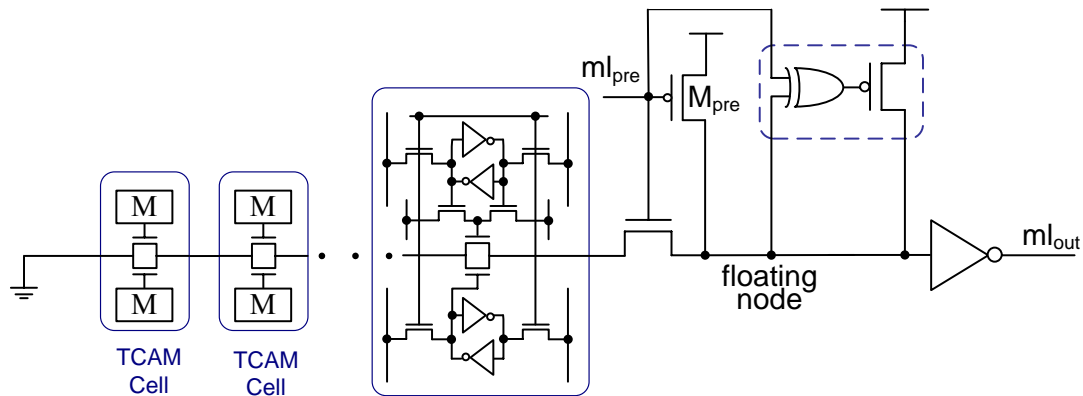 ml_pre
M_pre
M
M
M
M
floating
node
ml_out
TCAM
Cell
TCAM
Cell